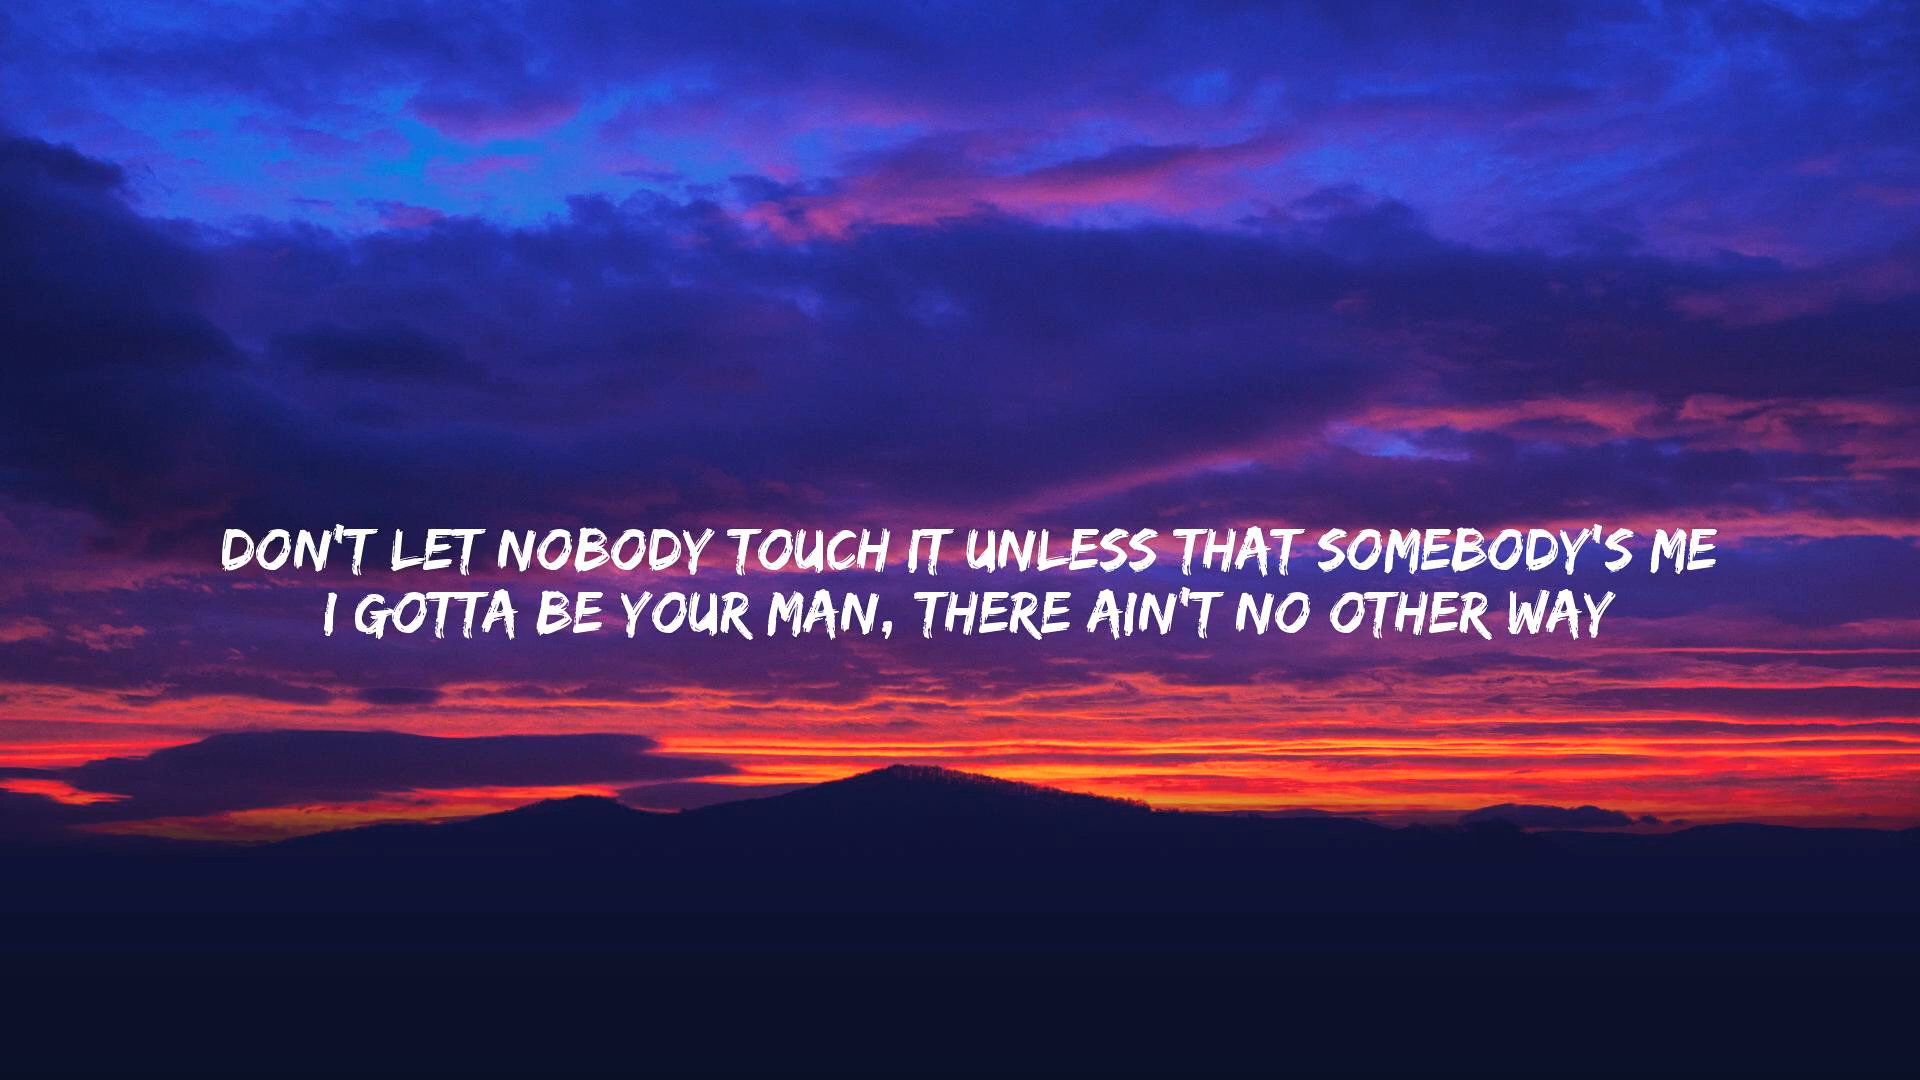 DON'T LET NOBODY TOUCH IT UNLESS THAT SOMEBODY'S ME
I GOTTA BE YOUR MAN, THERE AIN'T NO OTHER WAY